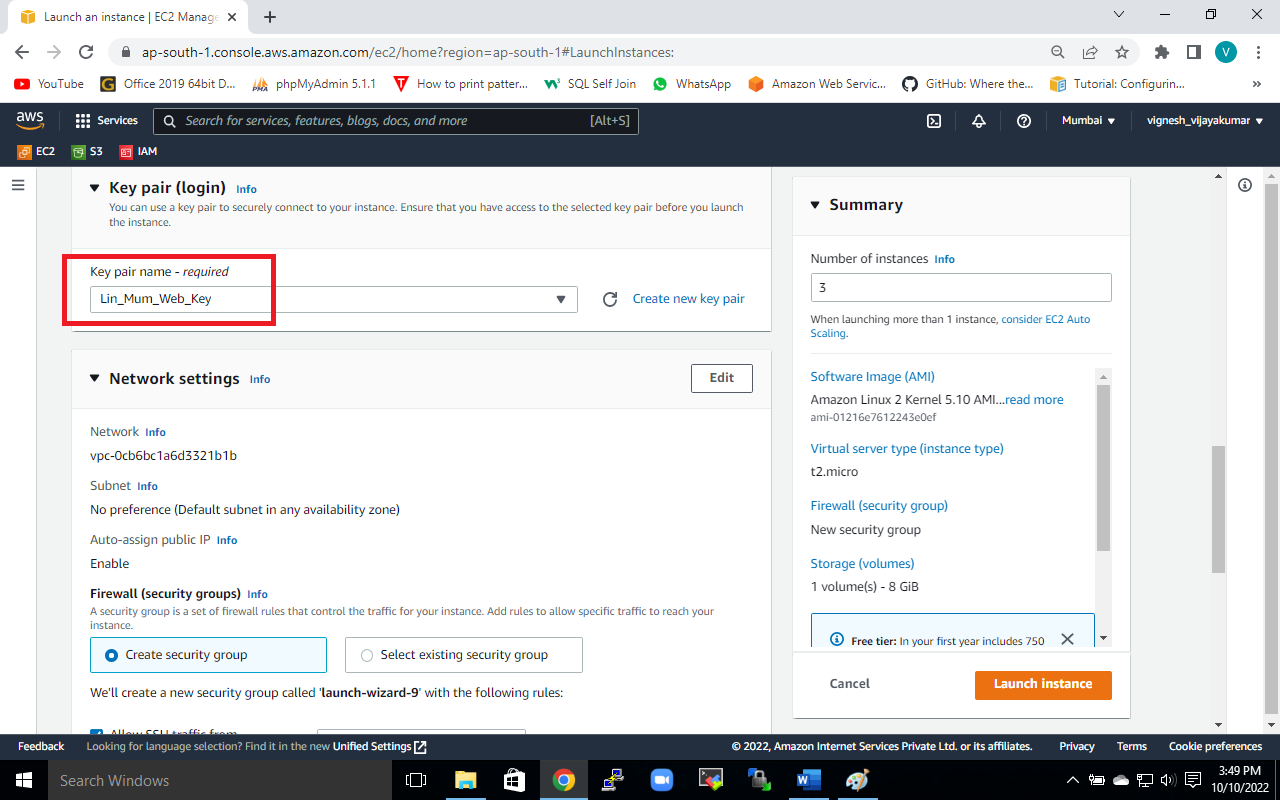 Launch an instance | EC2 Manage
ap-south-1.console.aws.amazon.com/ec2/home?region=ap-south-1#LaunchInstances:
V
YouTube
Office 2019 64bit D...
phpMyAdmin 5.1.1
How to print patter...
SQL Self Join
WhatsApp
Amazon Web Servic...
GitHub: Where the...
Tutorial: Configurin...
»
aws
Services
Search for services, features, blogs, docs, and more
[Alt+S]
Mumbai
vignesh_vijayakumar
EC2
S3
IAM
Key pair (login) Info
You can use a key pair to securely connect to your instance. Ensure that you have access to the selected key pair before you launch
the instance.
Key pair name - required
Lin_Mum_Web_Key
Create new key pair
Network settings Info
Edit
Network Info
vpc-0cb6bc1a6d3321b1b
Subnet Info
No preference (Default subnet in any availability zone)
Auto-assign public IP Info
Enable
Firewall (security groups) Info
A security group is a set of firewall rules that control the traffic for your instance. Add rules to allow specific traffic to reach your
instance.
Create security group
Select existing security group
We'll create a new security group called 'launch-wizard-9' with the following rules:
Allow SSH traffic from
Summary
Number of instances Info
3
When launching more than 1 instance, consider EC2 Auto
Scaling.
Software Image (AMI)
Amazon Linux 2 Kernel 5.10 AMI...read more
ami-01216e7612243e0ef
Virtual server type (instance type)
t2.micro
Firewall (security group)
New security group
Storage (volumes)
1 volume(s) - 8 GiB
Free tier: In your first year includes 750
Cancel
Launch instance
Feedback
Looking for language selection? Find it in the new Unified Settings
© 2022, Amazon Internet Services Private Ltd. or its affiliates.
Privacy
Terms
Cookie preferences
Search Windows
3:49 PM
10/10/2022